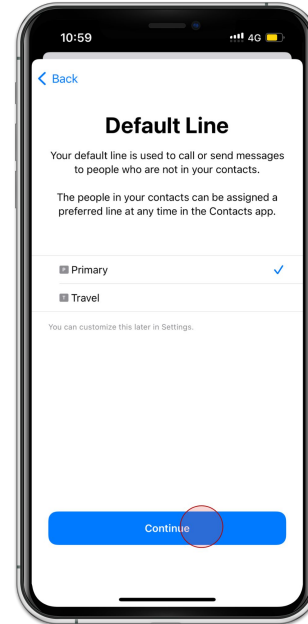 10:59
4G
Back
Default Line
Your default line is used to call or send messages
to people who are not in your contacts.
The people in your contacts can be assigned a
preferred line at any time in the Contacts app.
P Primary
T Travel
You can customize this later in Settings.
Continue